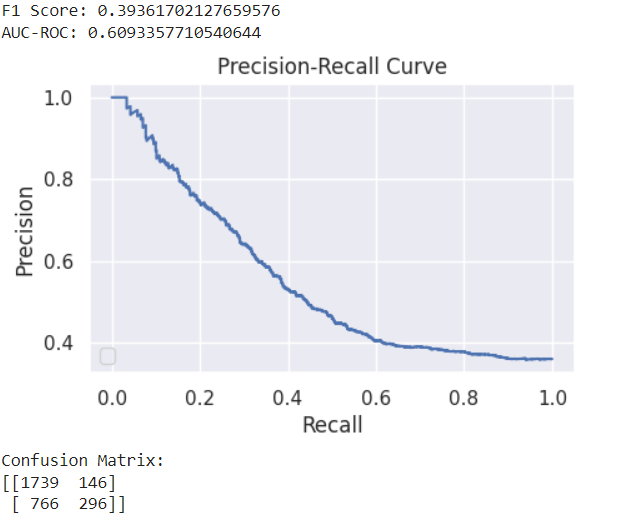 F1 Score: 0.39361702127659576
AUC-ROC: 0.6093357710540644
Precision-Recall Curve
1.0
0.8
0.6
0.4
Precision
0.0 0.2 0.4 0.6 0.8 1.0
Recall
Confusion Matrix:
[[1739  146]
 [ 766  296]]